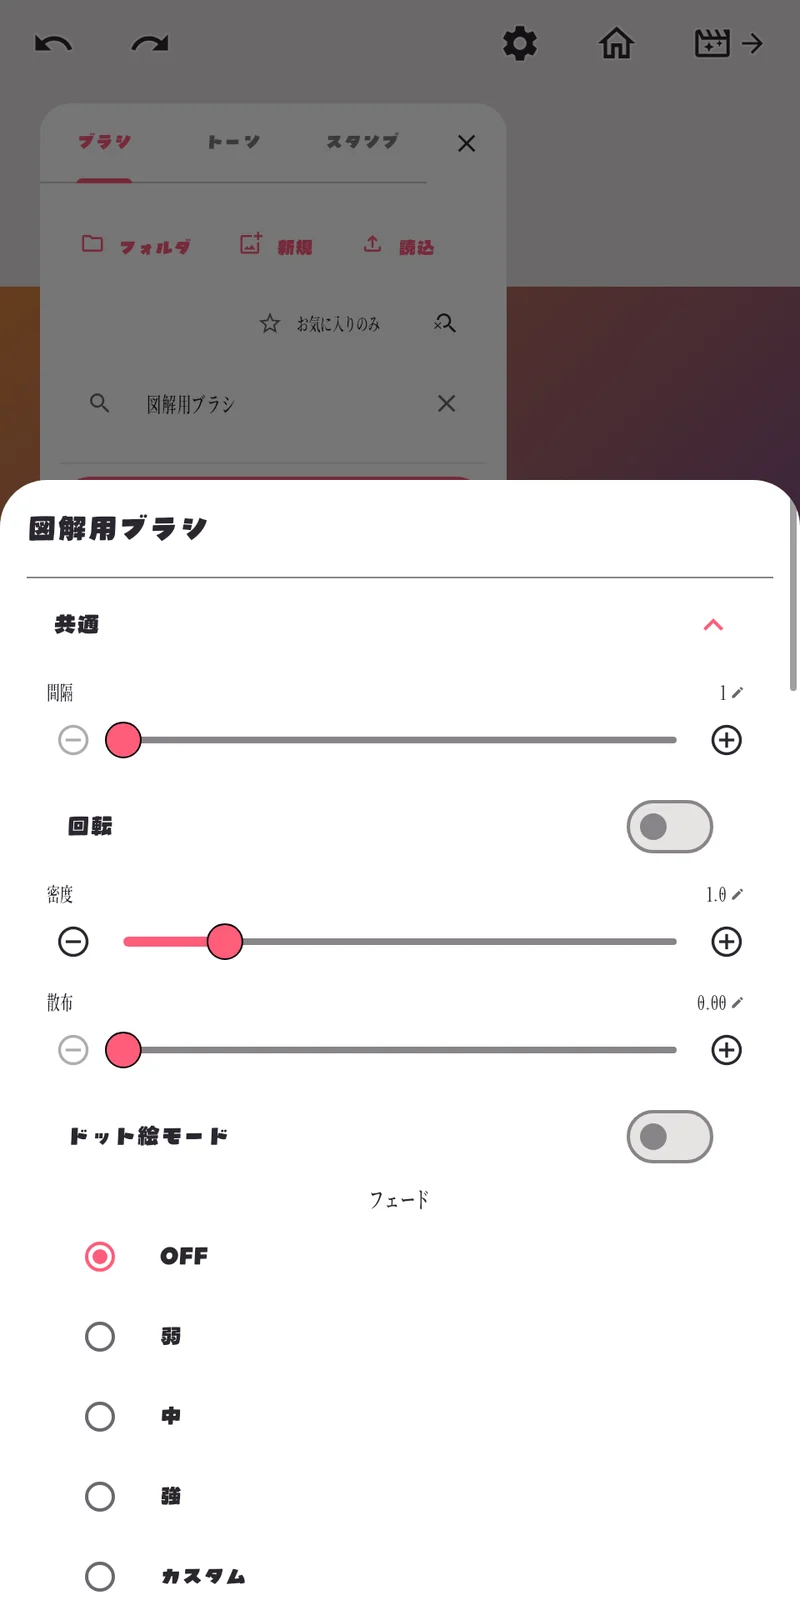 ブラシ トーン スタンプ
フォルダ 新規 読込
お気に入りのみ
図解用ブラシ
図解用ブラシ
共通
間隔 1
回転
密度 1.0
散布 0.00
ドット絵モード
フェード
OFF
弱
中
強
カスタム